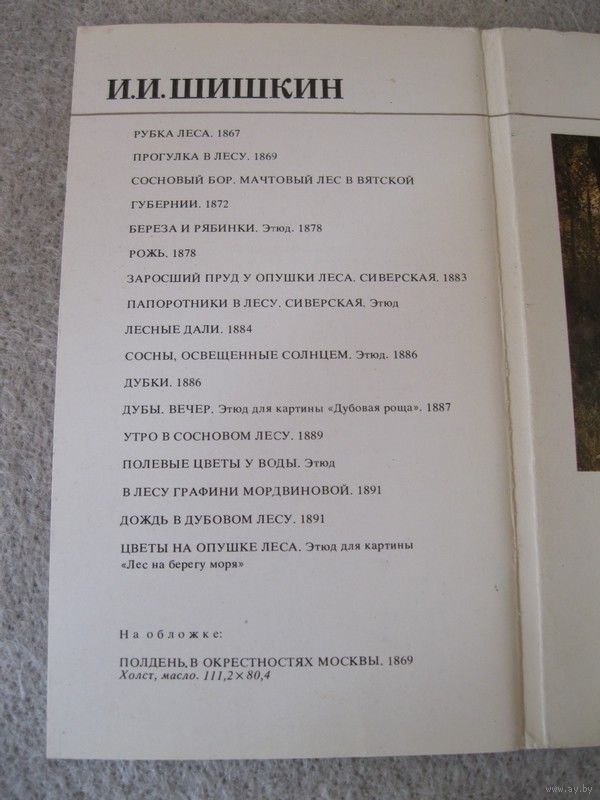 И.И.ШИШКИН
РУБКА ЛЕСА. 1867
ПРОГУЛКА В ЛЕСУ. 1869
СОСНОВЫЙ БОР. МАЧТОВЫЙ ЛЕС В ВЯТСКОЙ
ГУБЕРНИИ. 1872
БЕРЕЗА И РЯБИНКИ. Этюд. 1878
РОЖЬ. 1878
ЗАРОСШИЙ ПРУД У ОПУШКИ ЛЕСА. СИВЕРСКАЯ. 1883
ПАПОРОТНИКИ В ЛЕСУ. СИВЕРСКАЯ. Этюд
ЛЕСНЫЕ ДАЛИ. 1884
СОСНЫ, ОСВЕЩЕННЫЕ СОЛНЦЕМ. Этюд. 1886
ДУБКИ. 1886
ДУБЫ. ВЕЧЕР. Этюд для картины «Дубовая роща». 1887
УТРО В СОСНОВОМ ЛЕСУ. 1889
ПОЛЕВЫЕ ЦВЕТЫ У ВОДЫ. Этюд
В ЛЕСУ ГРАФИНИ МОРДВИНОВОЙ. 1891
ДОЖДЬ В ДУБОВОМ ЛЕСУ. 1891
ЦВЕТЫ НА ОПУШКЕ ЛЕСА. Этюд для картины
«Лес на берегу моря»
На обложке:
ПОЛДЕНЬ. В ОКРЕСТНОСТЯХ МОСКВЫ. 1869
Холст, масло. 111,2×80,4
www.ay.by